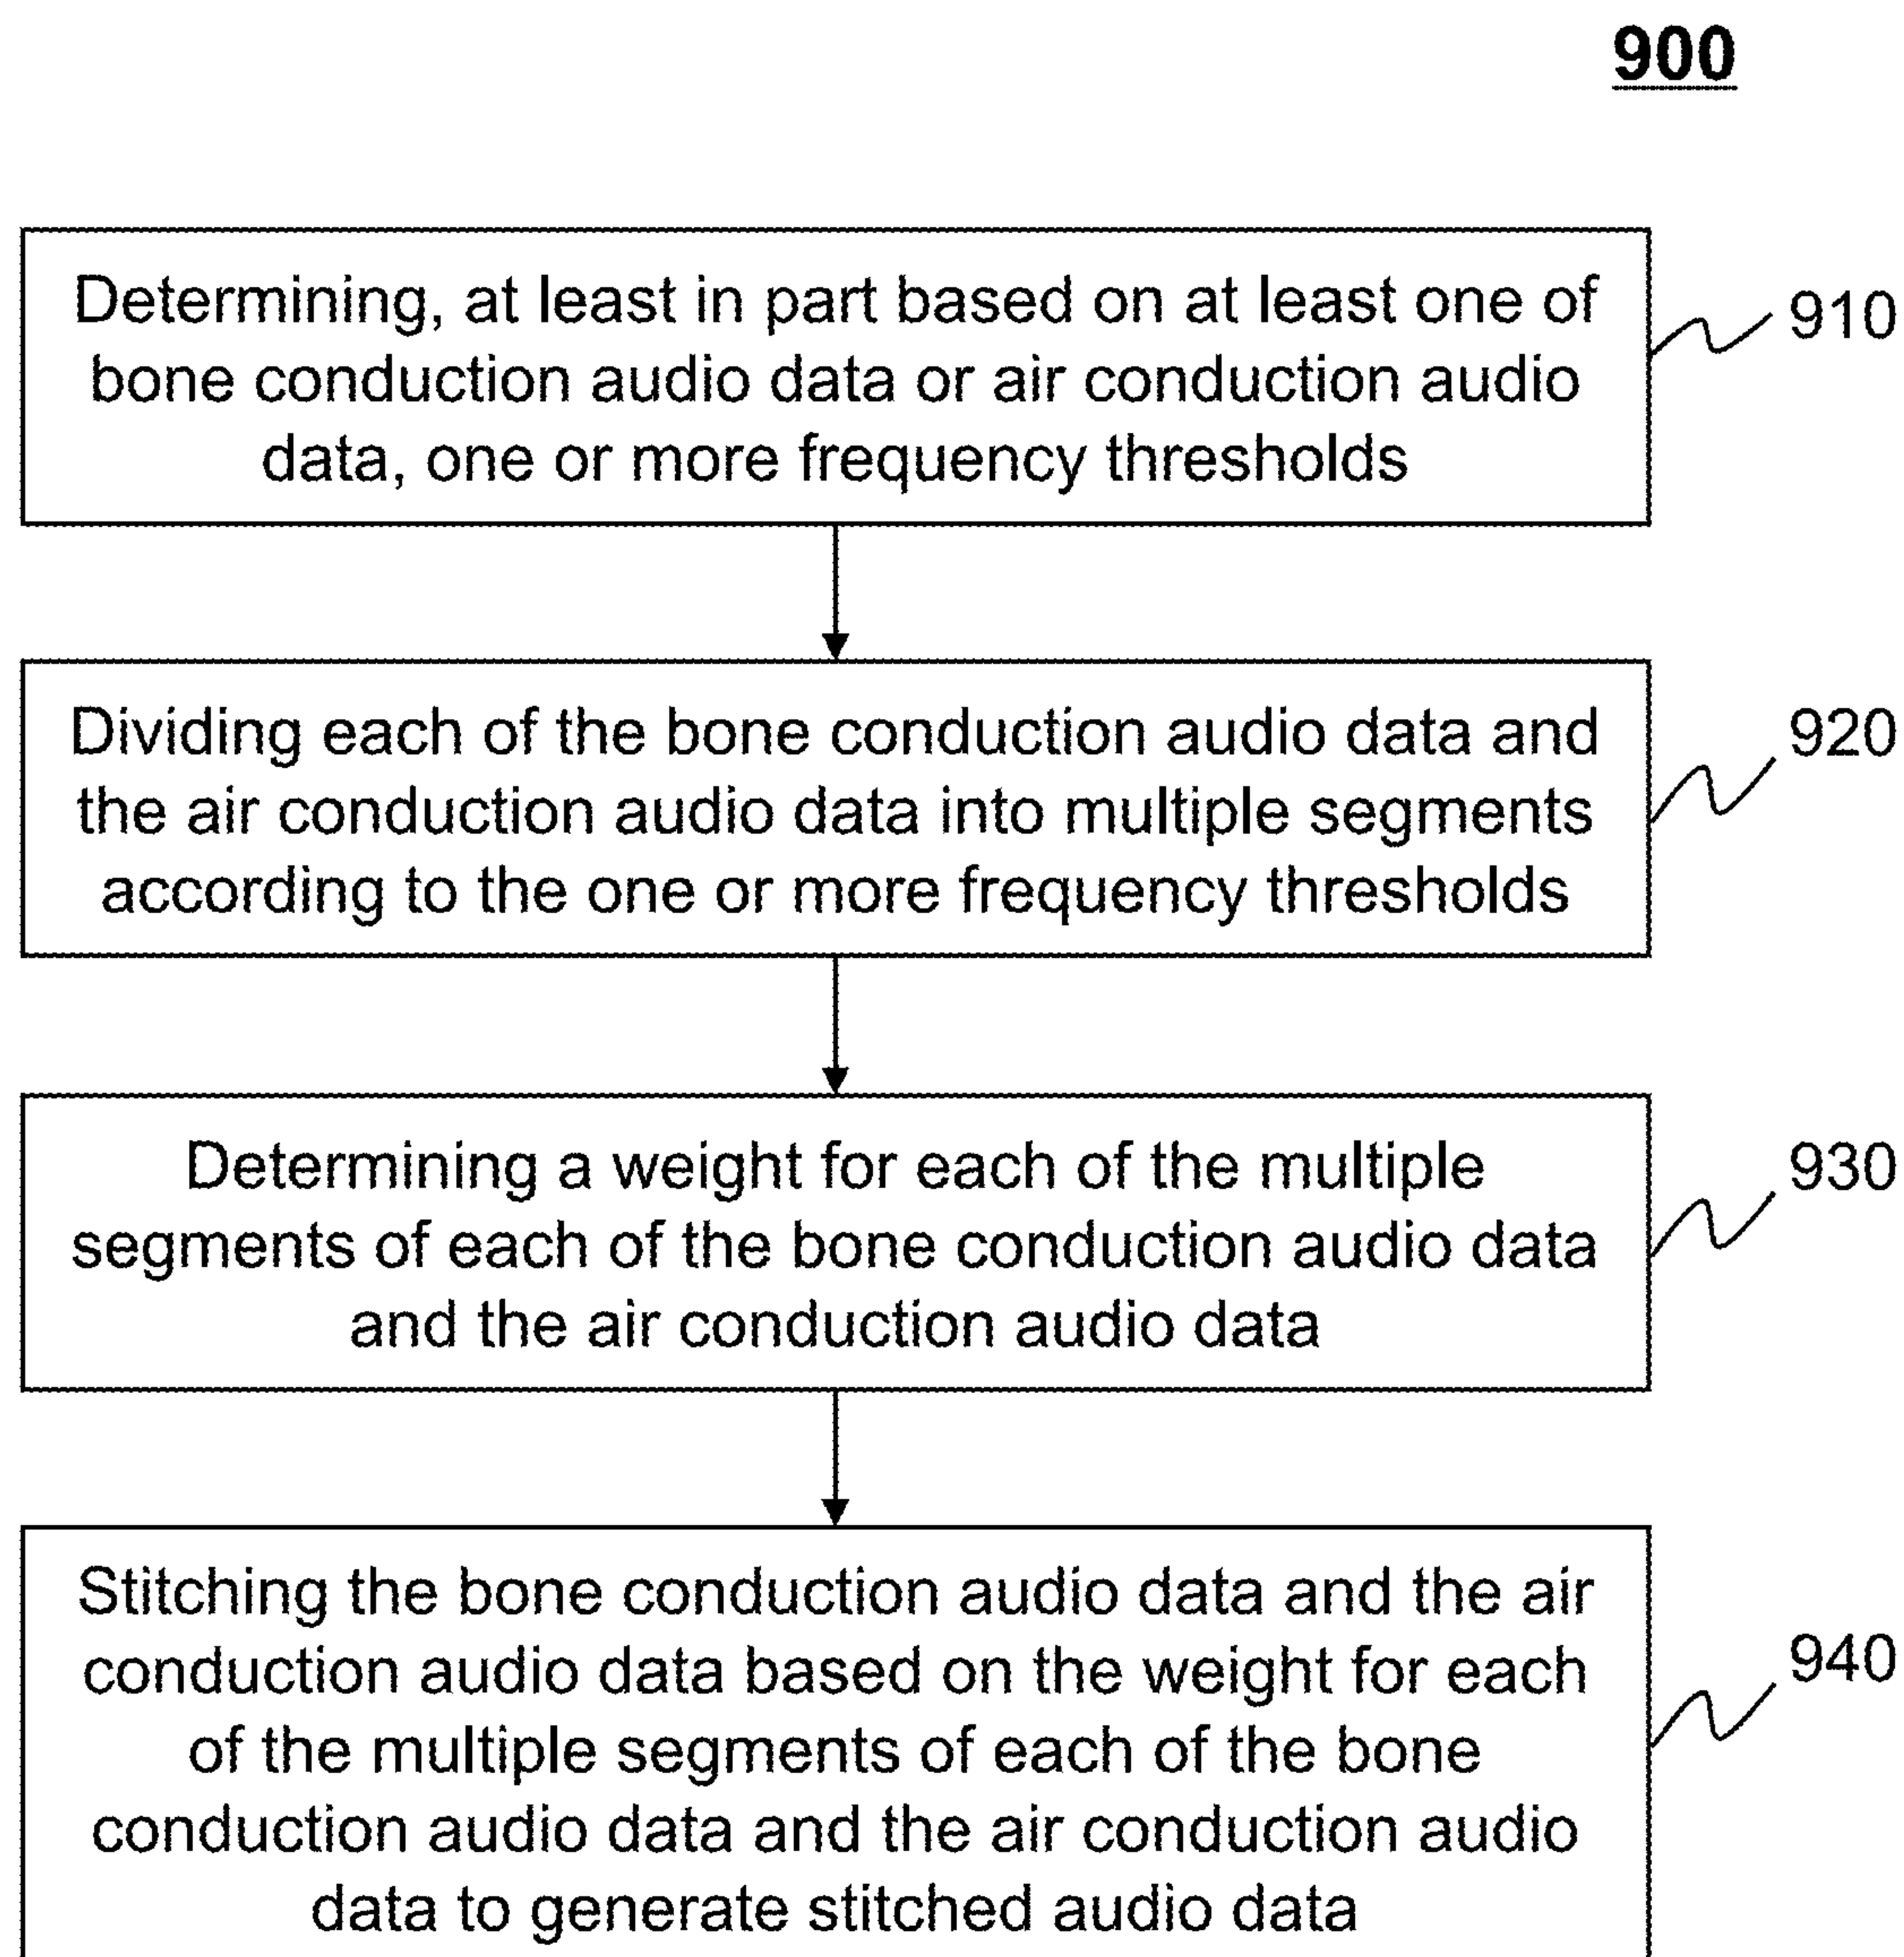 900
Determining, at least in part based on at least one of
bone conduction audio data or air conduction audio
data, one or more frequency thresholds
910
Dividing each of the bone conduction audio data and
the air conduction audio data into multiple segments
according to the one or more frequency thresholds
920
Determining a weight for each of the multiple
segments of each of the bone conduction audio data
and the air conduction audio data
930
Stitching the bone conduction audio data and the air
conduction audio data based on the weight for each
of the multiple segments of each of the bone
conduction audio data and the air conduction audio
data to generate stitched audio data
940